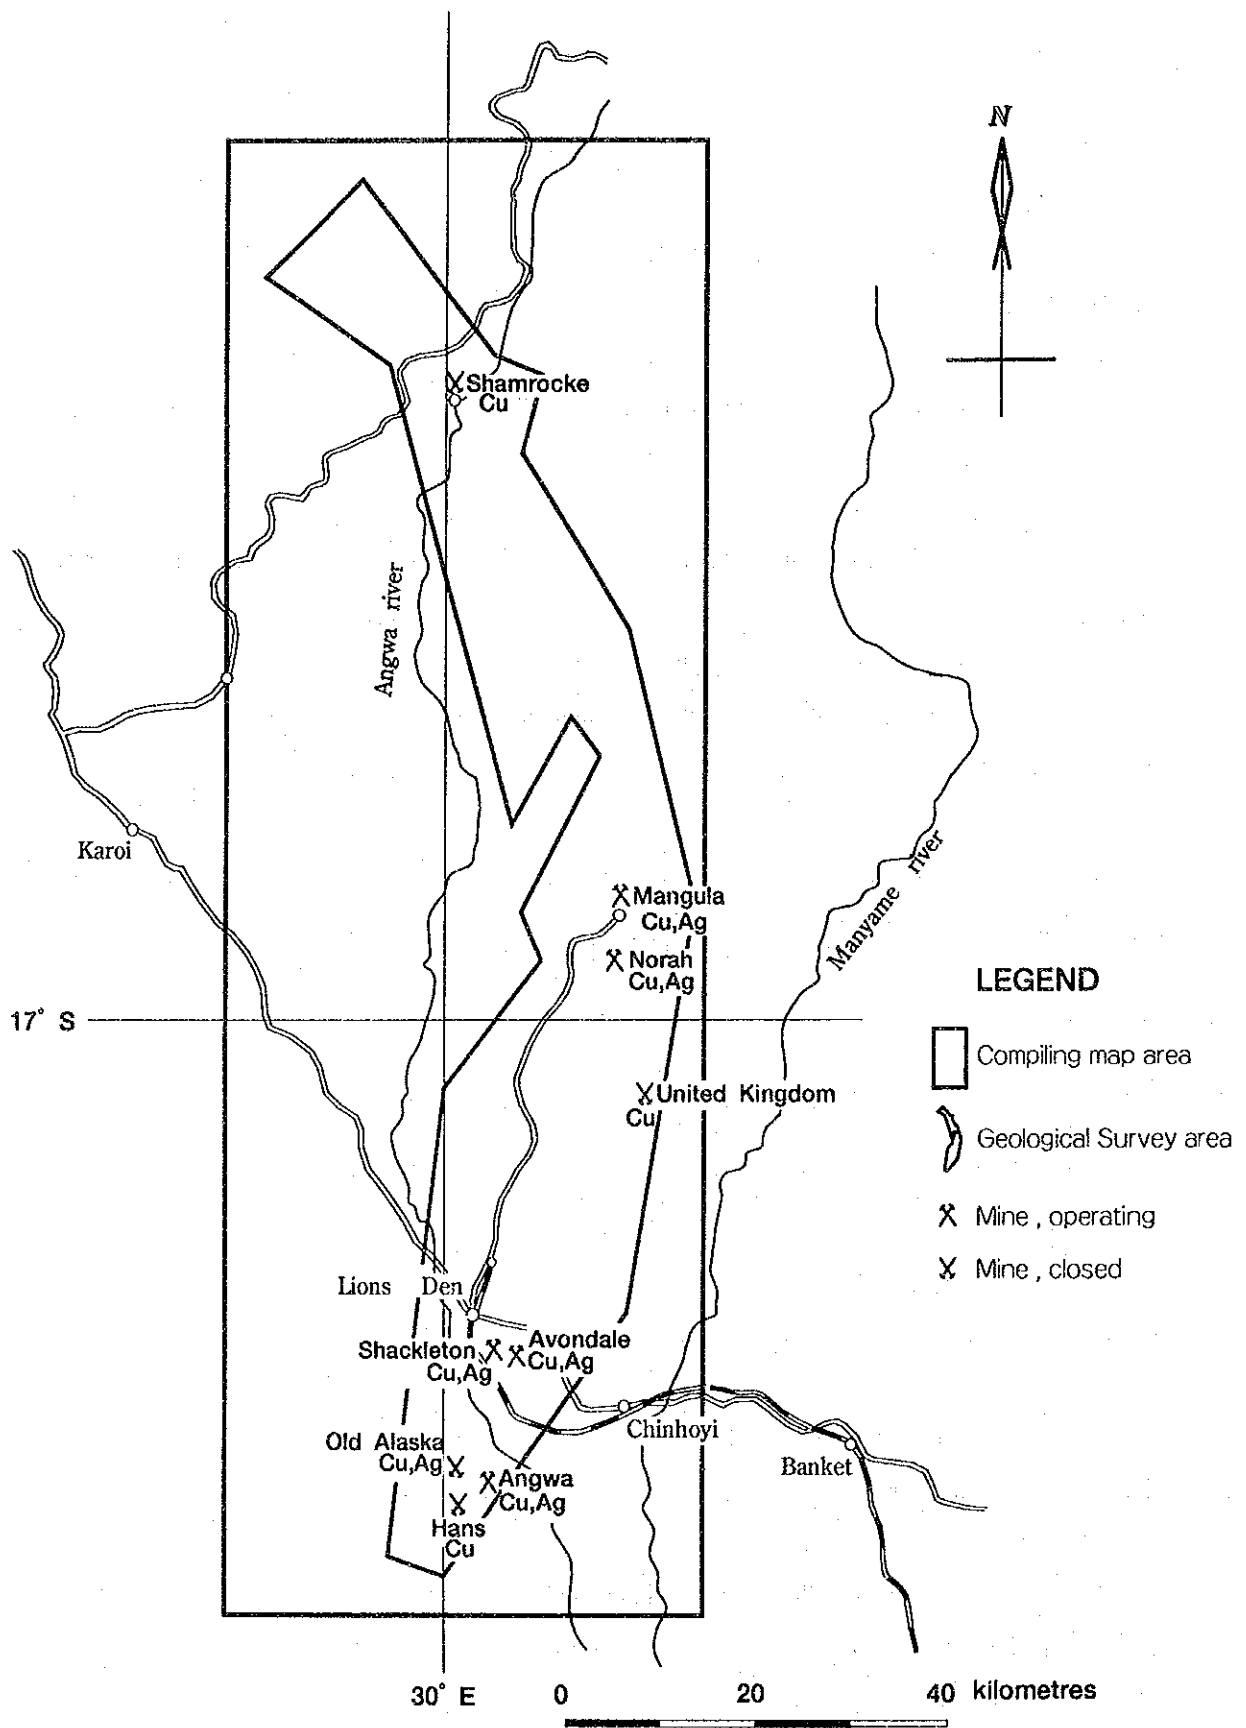 N
Shamrocke
Cu
Angwa river
Karoi
Mangula
Cu,Ag
Manyame river
Norah
Cu,Ag
LEGEND
17° S
Compiling map area
United Kingdom
Cu
Geological Survey area
Mine , operating
Mine , closed
Lions Den
Avondale
Cu,Ag
Shackleton
Cu,Ag
Chinhoyi
Old Alaska
Cu,Ag
Banket
Angwa
Cu,Ag
Hans
Cu
30° E
0 20 40 kilometres